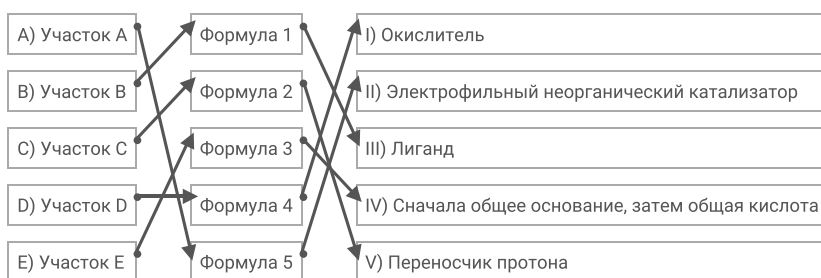 A) Участок A Формула 1 I) Окислитель
B) Участок B Формула 2 II) Электрофильный неорганический катализатор
C) Участок C Формула 3 III) Лиганд
D) Участок D Формула 4 IV) Сначала общее основание, затем общая кислота
E) Участок E Формула 5 V) Переносчик протона